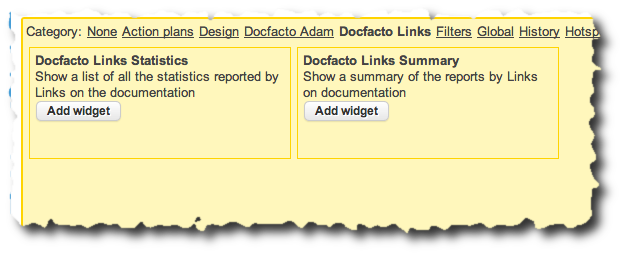 Category: None Action plans Design Docfacto Adam Docfacto Links Filters Global History Hotsp
Docfacto Links Statistics
Show a list of all the statistics reported by
Links on the documentation
Add widget
Docfacto Links Summary
Show a summary of the reports by Links
on documentation
Add widget